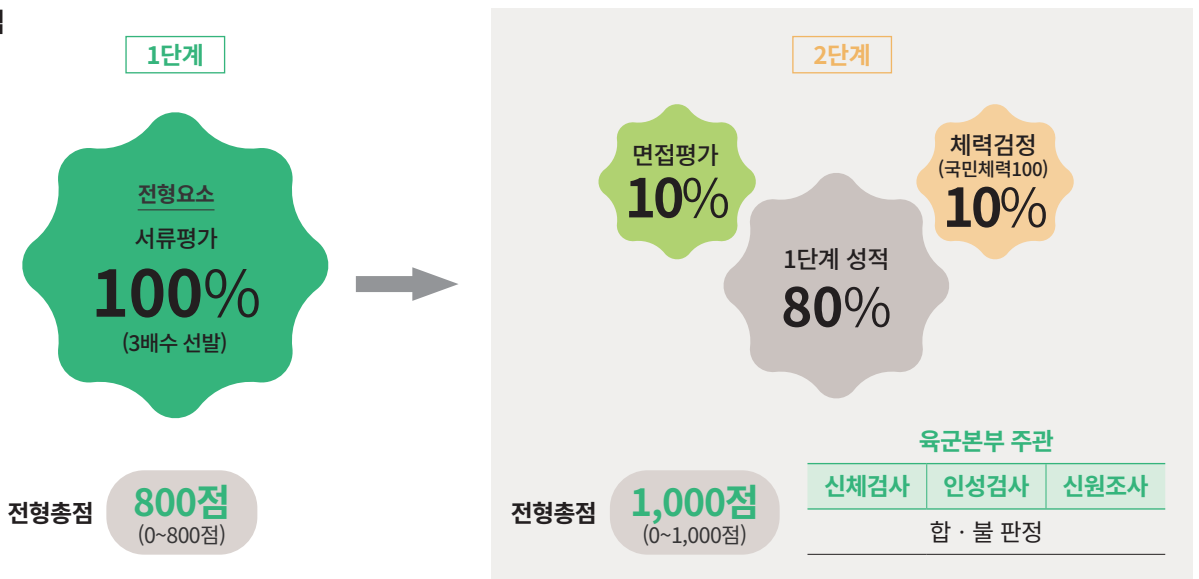 1단계
전형요소
서류평가
100%
(3배수 선발)
전형총점
800점
(0~800점)
2단계
면접평가
10%
체력검정
(국민체력100)
10%
1단계 성적
80%
전형총점
1,000점
(0~1,000점)
육군본부 주관
신체검사 인성검사 신원조사
합 · 불 판정